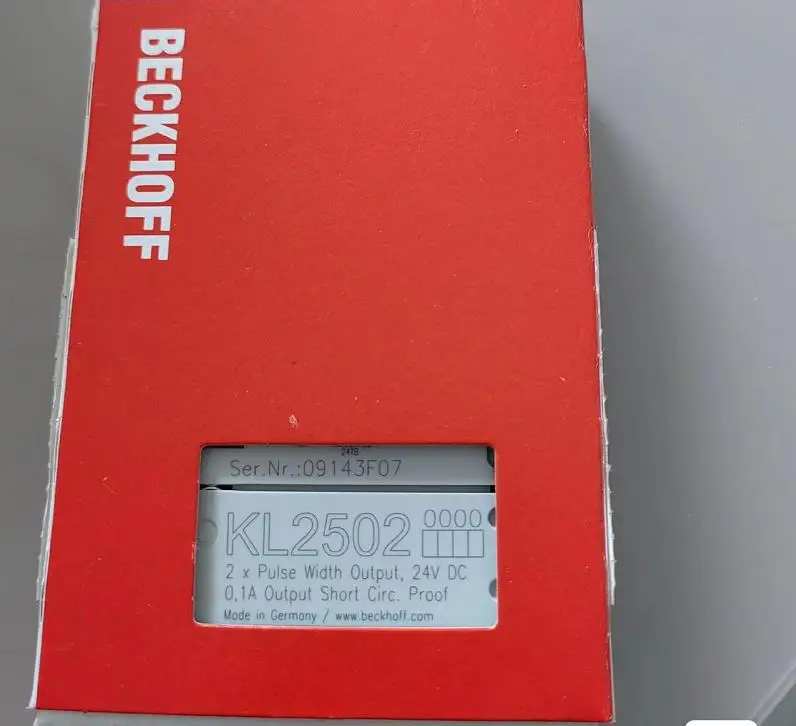 BECKHOFF
2418
Ser.Nr.:09143F07
KL2502
0000
2 x Pulse Width Output, 24V DC
0,1A Output Short Circ. Proof
Made in Germany / www.beckhoff.com